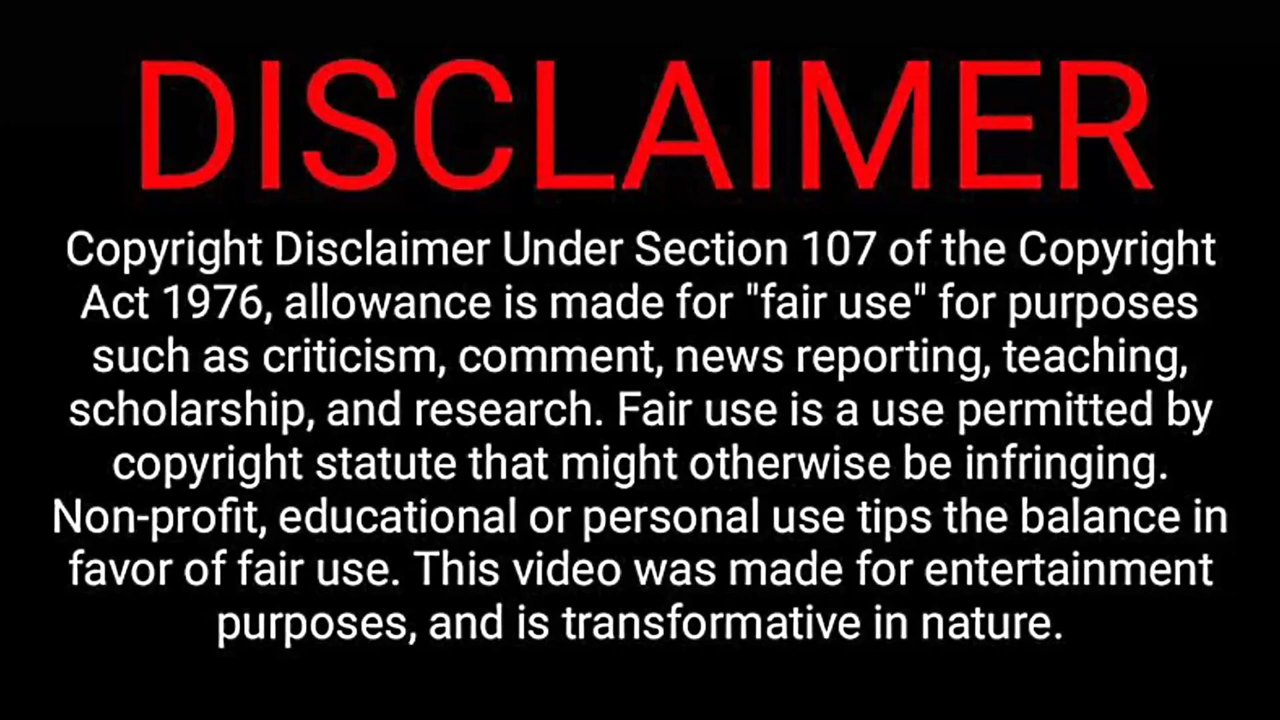 DISCLAIMER
Copyright Disclaimer Under Section 107 of the Copyright
Act 1976, allowance is made for "fair use" for purposes
such as criticism, comment, news reporting, teaching,
scholarship, and research. Fair use is a use permitted by
copyright statute that might otherwise be infringing.
Non-profit, educational or personal use tips the balance in
favor of fair use. This video was made for entertainment
purposes, and is transformative in nature.